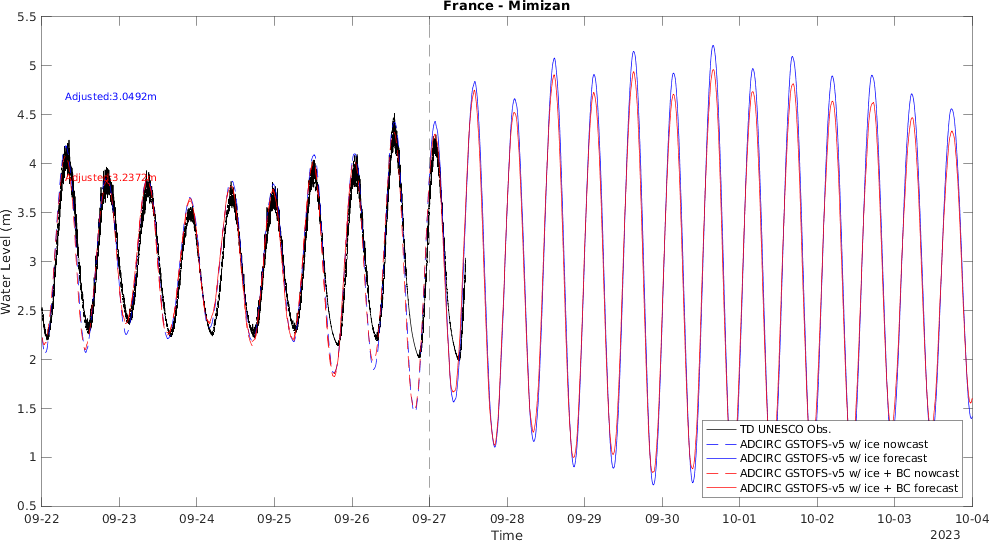 France - Mimizan
5.5
5
4.5
4
3.5
3
2.5
2
1.5
1
0.5
Water Level (m)
Adjusted:3.0492m
Adjusted:3.2372m
TD UNESCO Obs.
ADCIRC GSTOFS-v5 w/ ice nowcast
ADCIRC GSTOFS-v5 w/ ice forecast
ADCIRC GSTOFS-v5 w/ ice + BC nowcast
ADCIRC GSTOFS-v5 w/ ice + BC forecast
09-22 09-23 09-24 09-25 09-26 09-27 09-28 09-29 09-30 10-01 10-02 10-03 10-04
Time
2023